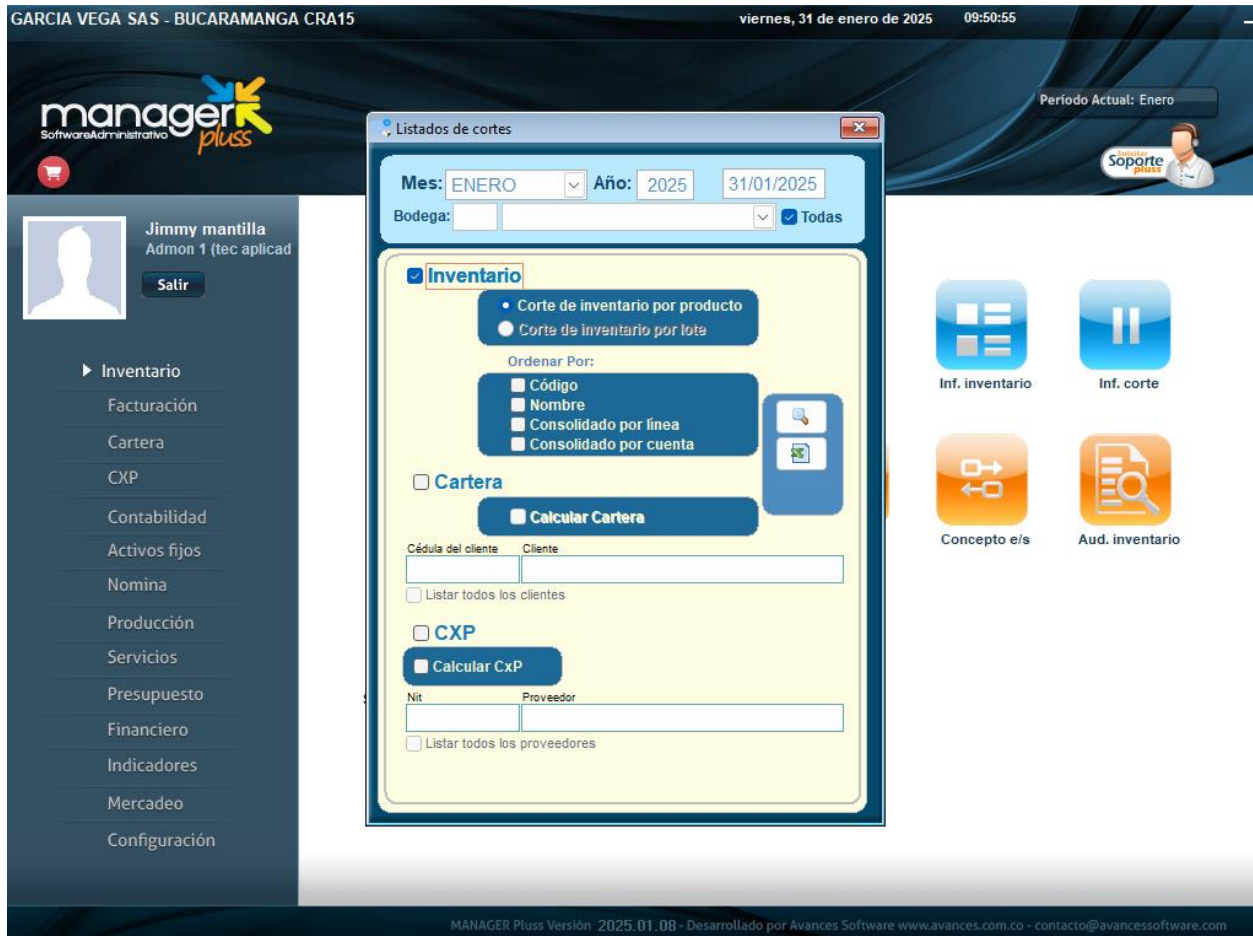 GARCIA VEGA SAS - BUCARAMANGA CRA15
viernes, 31 de enero de 2025 09:50:55
manager pluss
SoftwareAdministrativo
Período Actual: Enero
Solicitar
Soporte
pluss
Jimmy mantilla
Admon 1 (tec aplicad
Salir
Inventario
Facturación
Cartera
CXP
Contabilidad
Activos fijos
Nomina
Producción
Servicios
Presupuesto
Financiero
Indicadores
Mercadeo
Configuración
Listados de cortes
Mes: ENERO Año: 2025 31/01/2025
Bodega: Todas
Inventario
Corte de inventario por producto
Corte de inventario por lote
Ordenar Por:
Código
Nombre
Consolidado por línea
Consolidado por cuenta
Cartera
Calcular Cartera
Cédula del cliente Cliente
Listar todos los clientes
CXP
Calcular CxP
Nit Proveedor
Listar todos los proveedores
Inf. inventario Inf. corte
Concepto e/s Aud. inventario
MANAGER Pluss Versión 2025.01.08 - Desarrollado por Avances Software www.avances.com.co - contacto@avancessoftware.com